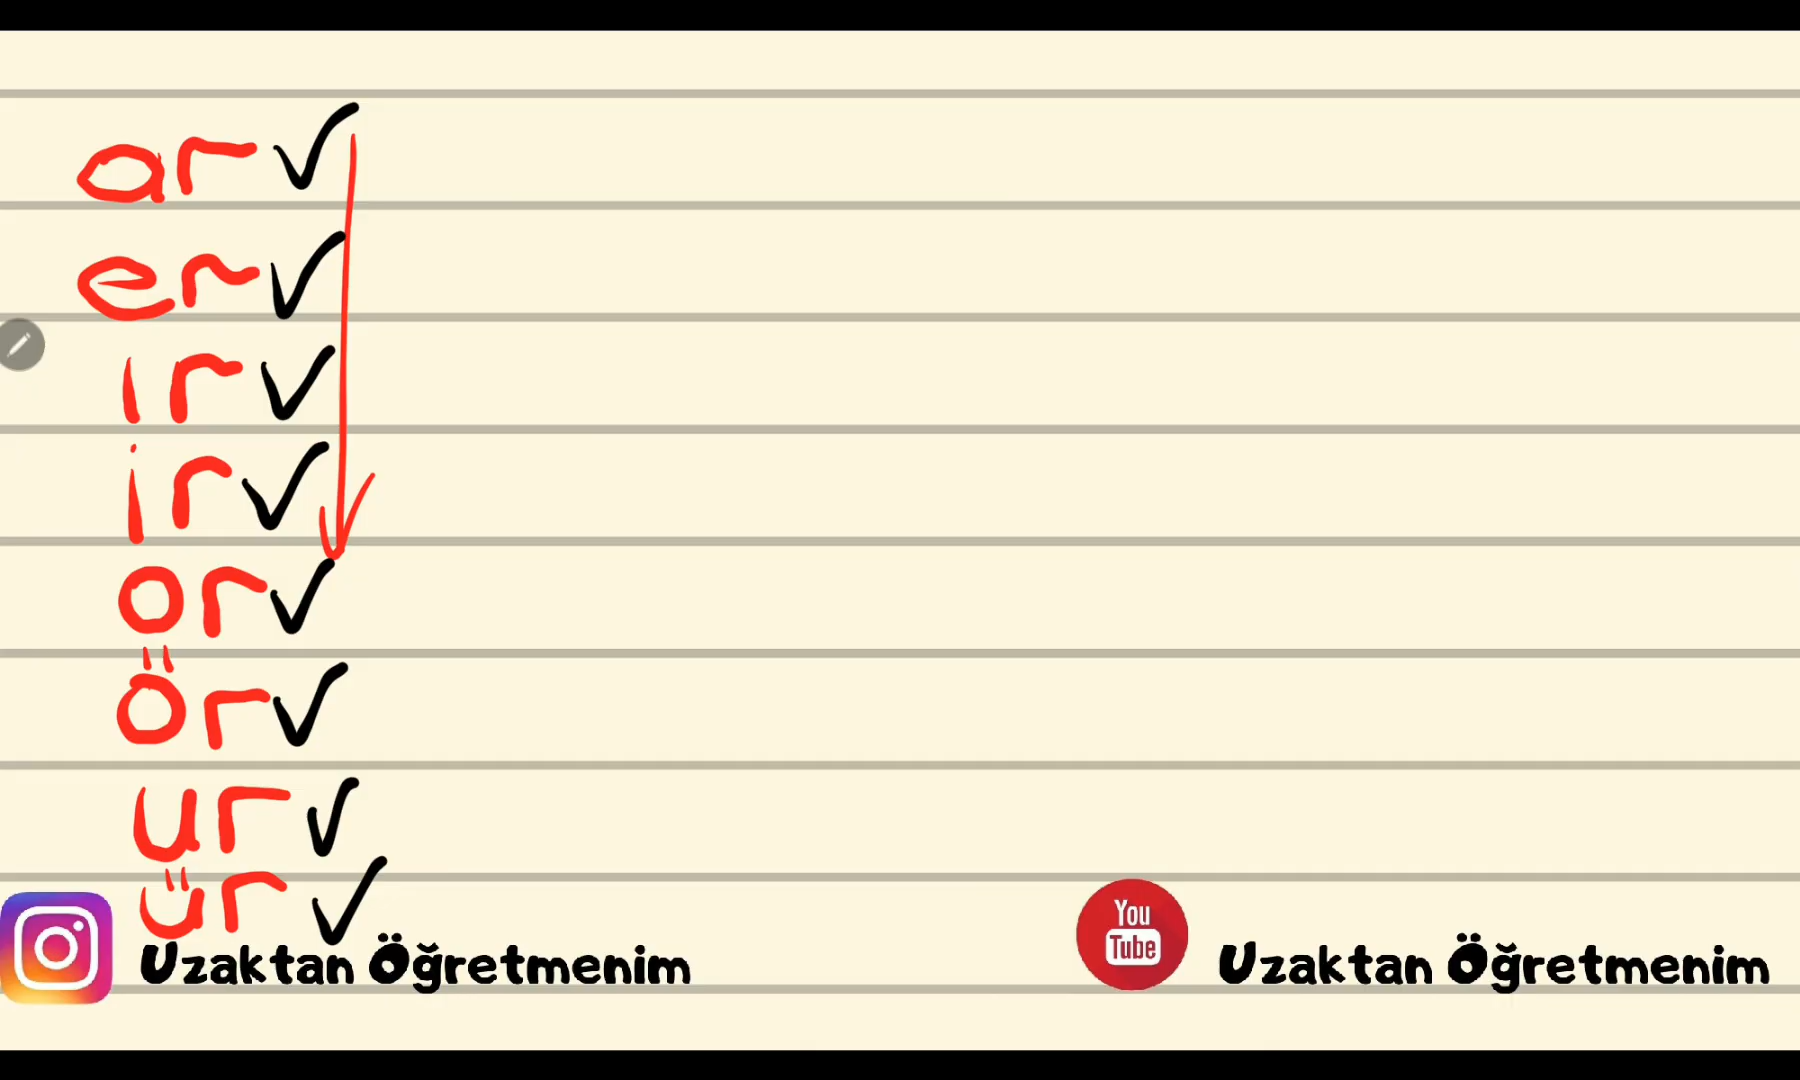 ar
er
ır
ir
or
ör
ur
ür
Uzaktan Öğretmenim
You
Tube
Uzaktan Öğretmenim